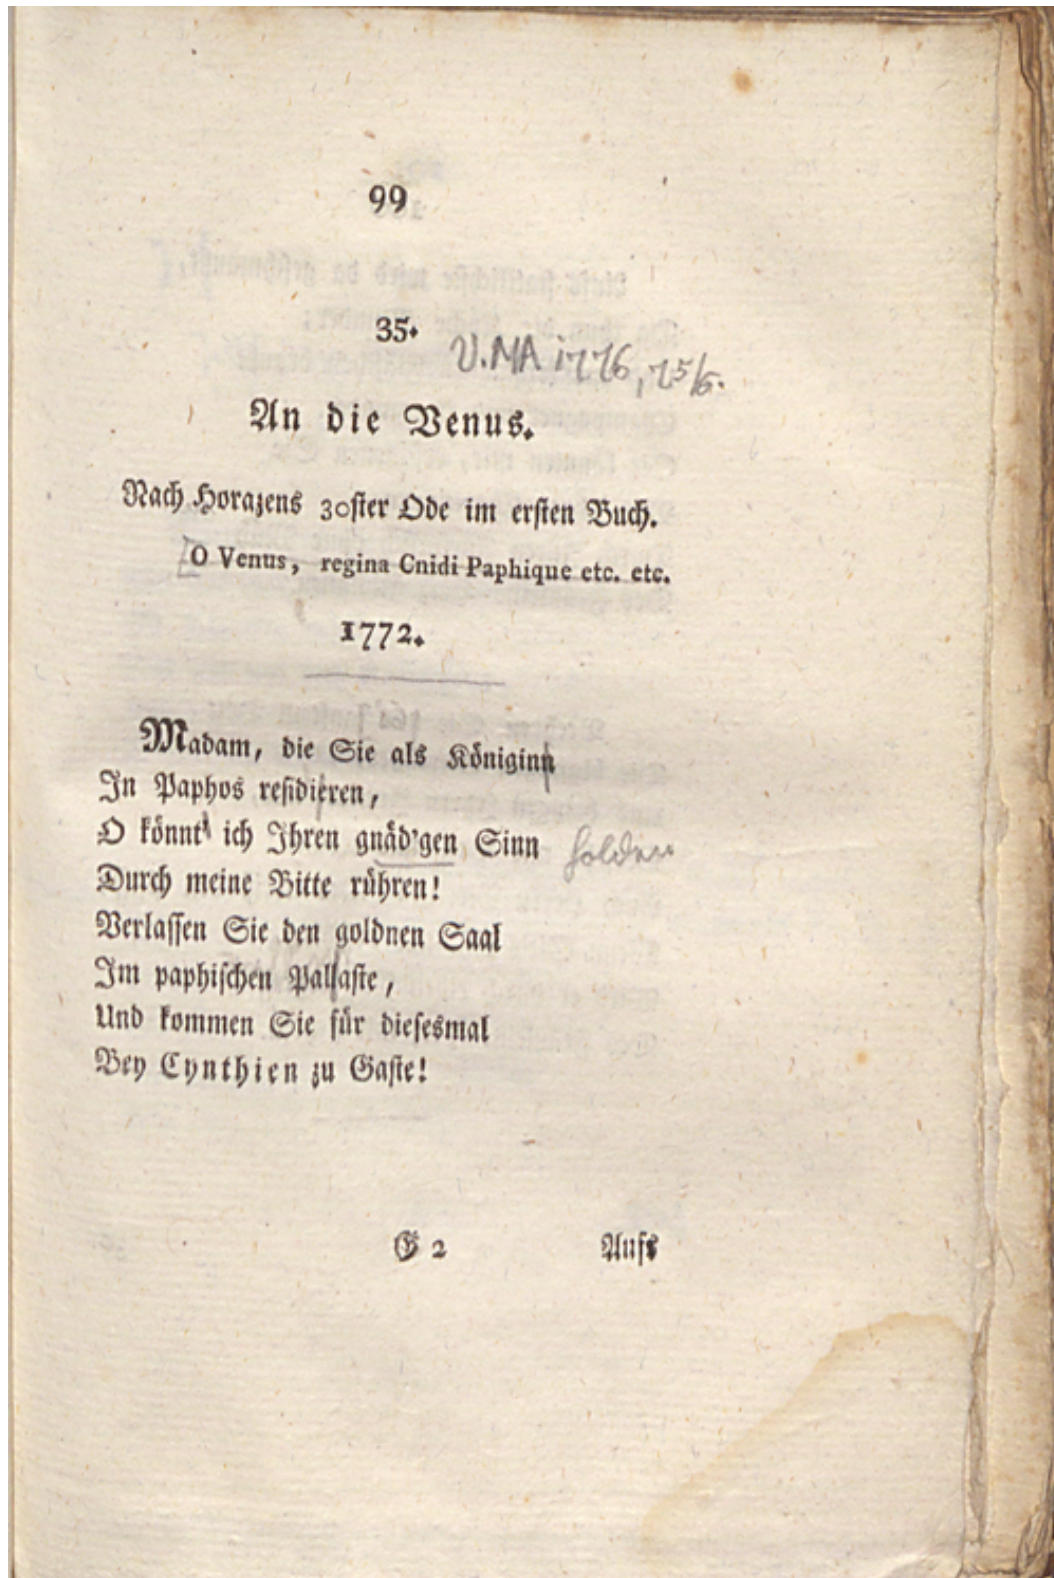 99
35.
V. MA 1776, 75/6.
An die Venus.
Nach Horazens 30ster Ode im ersten Buch.
O Venus, regina Cnidi Paphique etc. etc.
1772.
Madam, die Sie als Königinn
In Paphos residieren,
O könnt' ich Ihren gnäd'gen Sinn holden
Durch meine Bitte rühren!
Verlassen Sie den goldnen Saal
Im paphischen Pallaste,
Und kommen Sie für diesesmal
Bey Cynthien zu Gaste!
G 2 Aufs